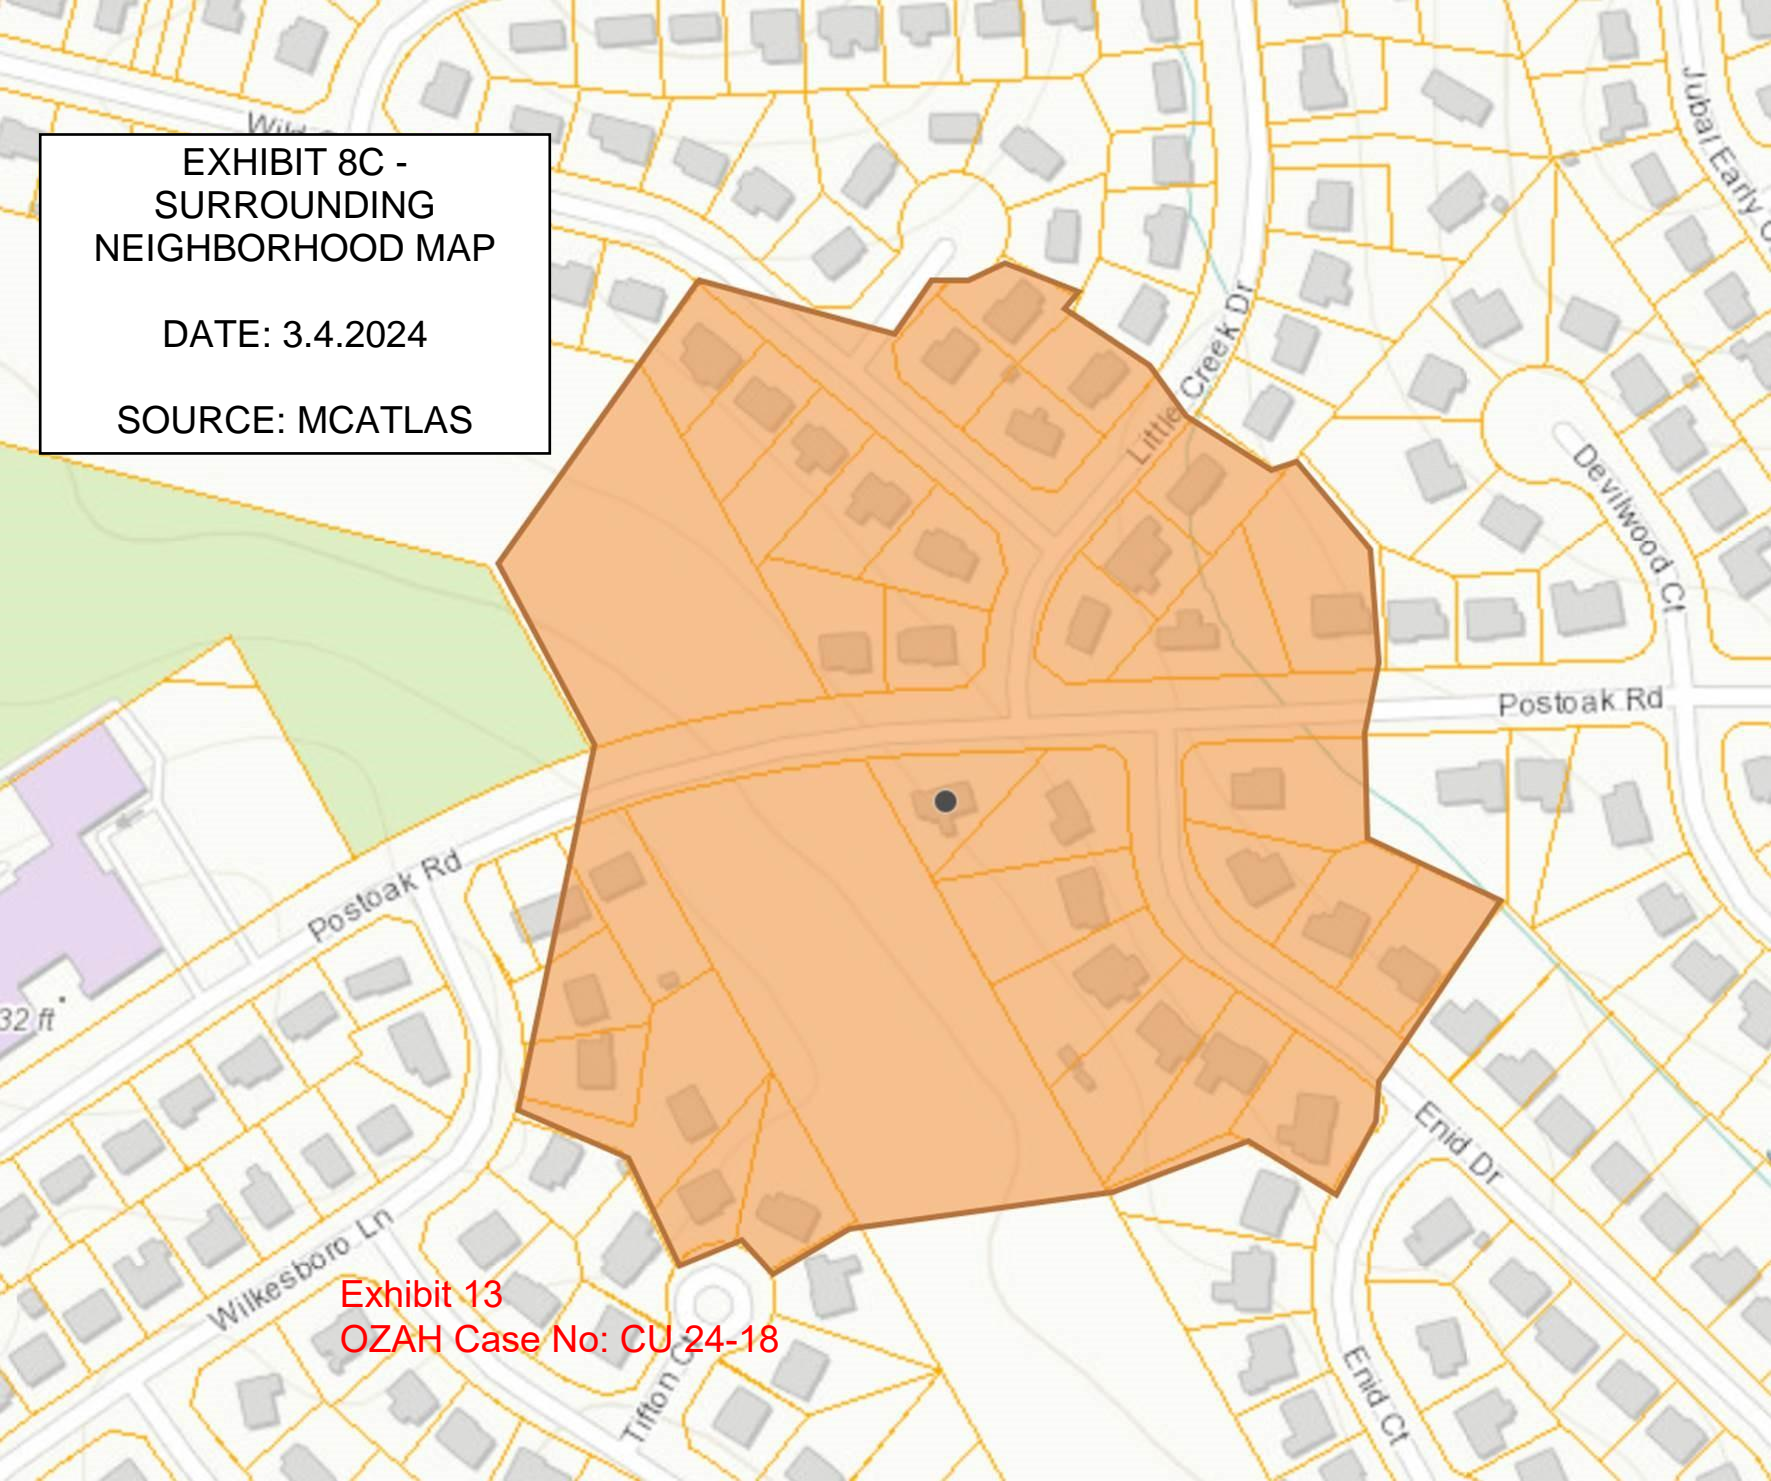 Wild
EXHIBIT 8C -
SURROUNDING
NEIGHBORHOOD MAP
DATE: 3.4.2024
SOURCE: MCATLAS
Jubal Early
Little Creek Dr
Devilwood Ct
Postoak Rd
Postoak Rd
32 ft
Enid Dr
Wilkesboro Ln
Exhibit 13
OZAH Case No: CU 24-18
Tifton Ct
Enid Ct